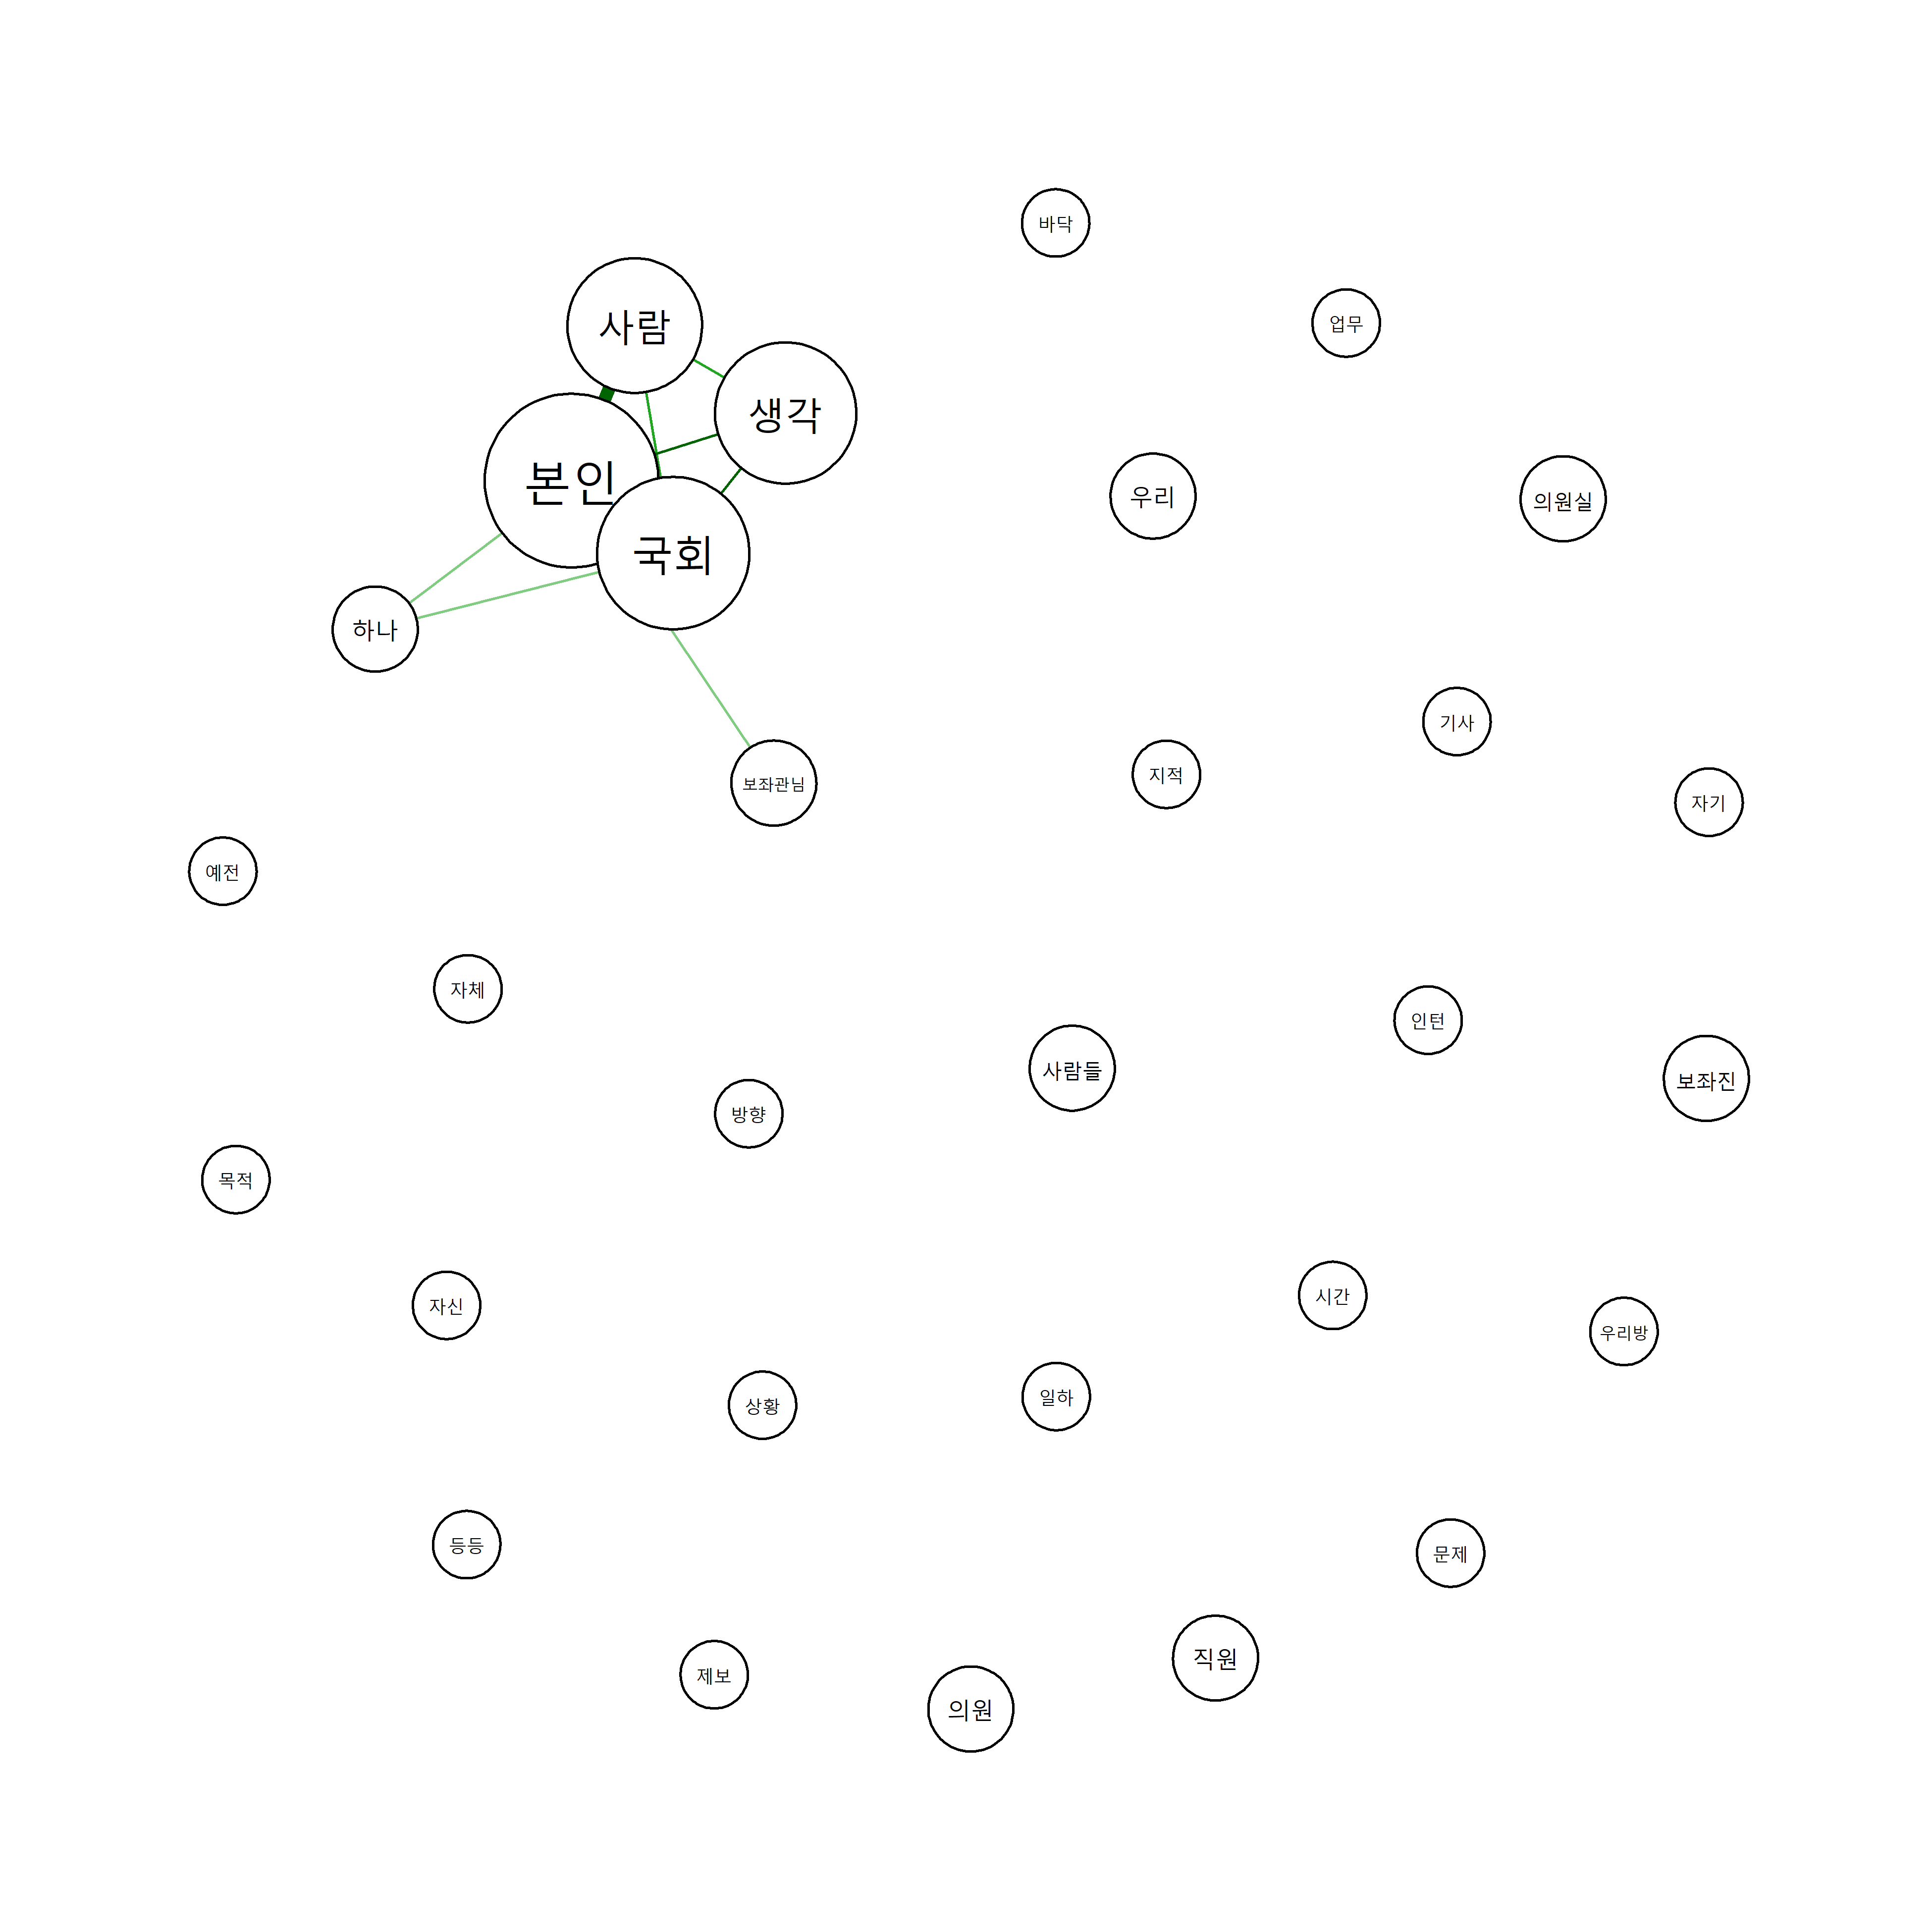 바닥
업무
사람
생각
본인
우리
의원실
국회
하나
기사
지적
보좌관님
자기
예전
자체
인턴
사람들
보좌진
방향
목적
시간
자신
우리방
일하
상황
등등
문제
직원
제보
의원